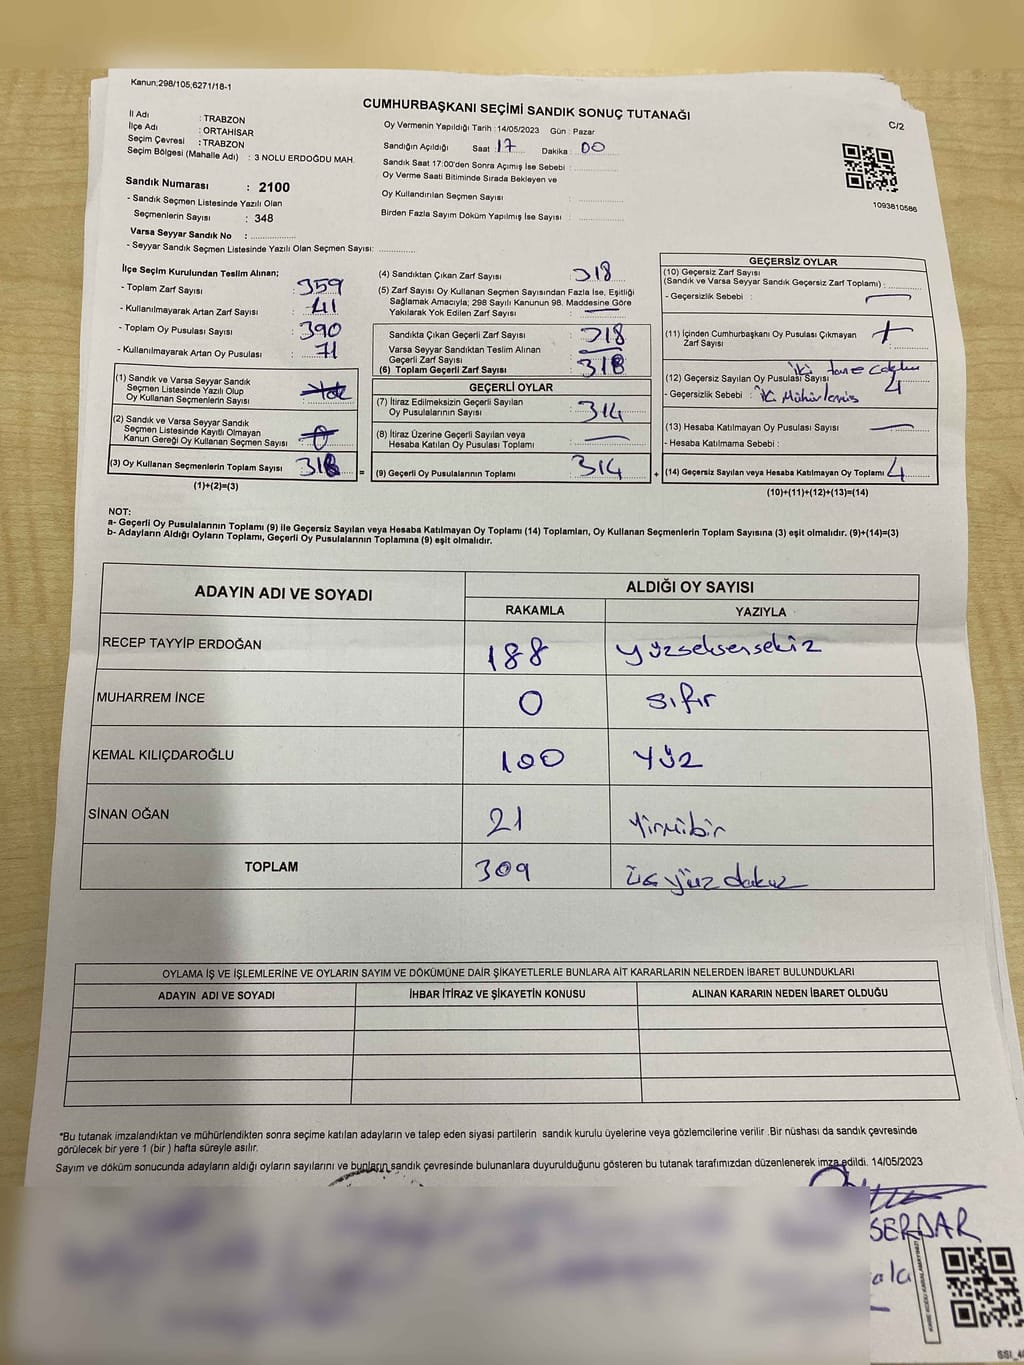 Kanun;298/105,6271/18-1
CUMHURBAŞKANI SEÇİMİ SANDIK SONUÇ TUTANAĞI
C/2
İl Adı : TRABZON
İlçe Adı : ORTAHİSAR
Seçim Çevresi : TRABZON
Seçim Bölgesi (Mahalle Adı) : 3 NOLU ERDOĞDU MAH.
Oy Vermenin Yapıldığı Tarih : 14/05/2023 Gün : Pazar
Sandığın Açıldığı Saat : 17 Dakika : 00
Sandık Saat 17:00'den Sonra Açımış İse Sebebi :
Oy Verme Saati Bitiminde Sırada Bekleyen ve
Oy Kullandırılan Seçmen Sayısı :
Birden Fazla Sayım Döküm Yapılmış İse Sayısı :
1093810586
Sandık Numarası : 2100
- Sandık Seçmen Listesinde Yazılı Olan
Seçmenlerin Sayısı : 348
Varsa Seyyar Sandık No :
- Seyyar Sandık Seçmen Listesinde Yazılı Olan Seçmen Sayısı:
İlçe Seçim Kurulundan Teslim Alınan;
- Toplam Zarf Sayısı : 359
- Kullanılmayarak Artan Zarf Sayısı : 41
- Toplam Oy Pusulası Sayısı : 390
- Kullanılmayarak Artan Oy Pusulası : 71
(1) Sandık ve Varsa Seyyar Sandık
Seçmen Listesinde Yazılı Olup
Oy Kullanan Seçmenlerin Sayısı :
(2) Sandık ve Varsa Seyyar Sandık
Seçmen Listesinde Kayıtlı Olmayan
Kanun Gereği Oy Kullanan Seçmen Sayısı :
(3) Oy Kullanan Seçmenlerin Toplam Sayısı 318 =
(1)+(2)=(3)
(4) Sandıktan Çıkan Zarf Sayısı : 318
(5) Zarf Sayısı Oy Kullanan Seçmen Sayısından Fazla İse, Eşitliği
Sağlamak Amacıyla; 298 Sayılı Kanunun 98. Maddesine Göre
Yakılarak Yok Edilen Zarf Sayısı : —
Sandıkta Çıkan Geçerli Zarf Sayısı : 318
Varsa Seyyar Sandıktan Teslim Alınan
Geçerli Zarf Sayısı : —
(6) Toplam Geçerli Zarf Sayısı : 318
GEÇERLİ OYLAR
(7) İtiraz Edilmeksizin Geçerli Sayılan
Oy Pusulalarının Sayısı : 314
(8) İtiraz Üzerine Geçerli Sayılan veya
Hesaba Katılan Oy Pusulası Toplamı : —
(9) Geçerli Oy Pusulalarının Toplamı : 314 +
GEÇERSİZ OYLAR
(10) Geçersiz Zarf Sayısı
(Sandık ve Varsa Seyyar Sandık Geçersiz Zarf Toplamı) :
- Geçersizlik Sebebi : —
(11) İçinden Cumhurbaşkanı Oy Pusulası Çıkmayan
Zarf Sayısı :
iki tane
(12) Geçersiz Sayılan Oy Pusulası Sayısı : 4
- Geçersizlik Sebebi : iki Mühürlemiş
(13) Hesaba Katılmayan Oy Pusulası Sayısı : —
- Hesaba Katılmama Sebebi :
(14) Geçersiz Sayılan veya Hesaba Katılmayan Oy Toplamı : 4
(10)+(11)+(12)+(13)=(14)
NOT:
a- Geçerli Oy Pusulalarının Toplamı (9) ile Geçersiz Sayılan veya Hesaba Katılmayan Oy Toplamı (14) Toplamları, Oy Kullanan Seçmenlerin Toplam Sayısına (3) eşit olmalıdır. (9)+(14)=(3)
b- Adayların Aldığı Oyların Toplamı, Geçerli Oy Pusulalarının Toplamına (9) eşit olmalıdır.
ADAYIN ADI VE SOYADI
ALDIĞI OY SAYISI
RAKAMLA YAZIYLA
RECEP TAYYİP ERDOĞAN 188 yüzseksensekiz
MUHARREM İNCE 0 sıfır
KEMAL KILIÇDAROĞLU 100 yüz
SİNAN OĞAN 21 Yirmibir
TOPLAM 309 üçyüz dokuz
OYLAMA İŞ VE İŞLEMLERİNE VE OYLARIN SAYIM VE DÖKÜMÜNE DAİR ŞİKAYETLERLE BUNLARA AİT KARARLARIN NELERDEN İBARET BULUNDUKLARI
ADAYIN ADI VE SOYADI İHBAR İTİRAZ VE ŞİKAYETİN KONUSU ALINAN KARARIN NEDEN İBARET OLDUĞU
*Bu tutanak imzalandıktan ve mühürlendikten sonra seçime katılan adayların ve talep eden siyasi partilerin sandık kurulu üyelerine veya gözlemcilerine verilir .Bir nüshası da sandık çevresinde
görülecek bir yere 1 (bir ) hafta süreyle asılır.
Sayım ve döküm sonucunda adayların aldığı oyların sayılarını ve bunların sandık çevresinde bulunanlara duyurulduğunu gösteren bu tutanak tarafımızdan düzenlenerek imza edildi. 14/05/2023
SERDAR